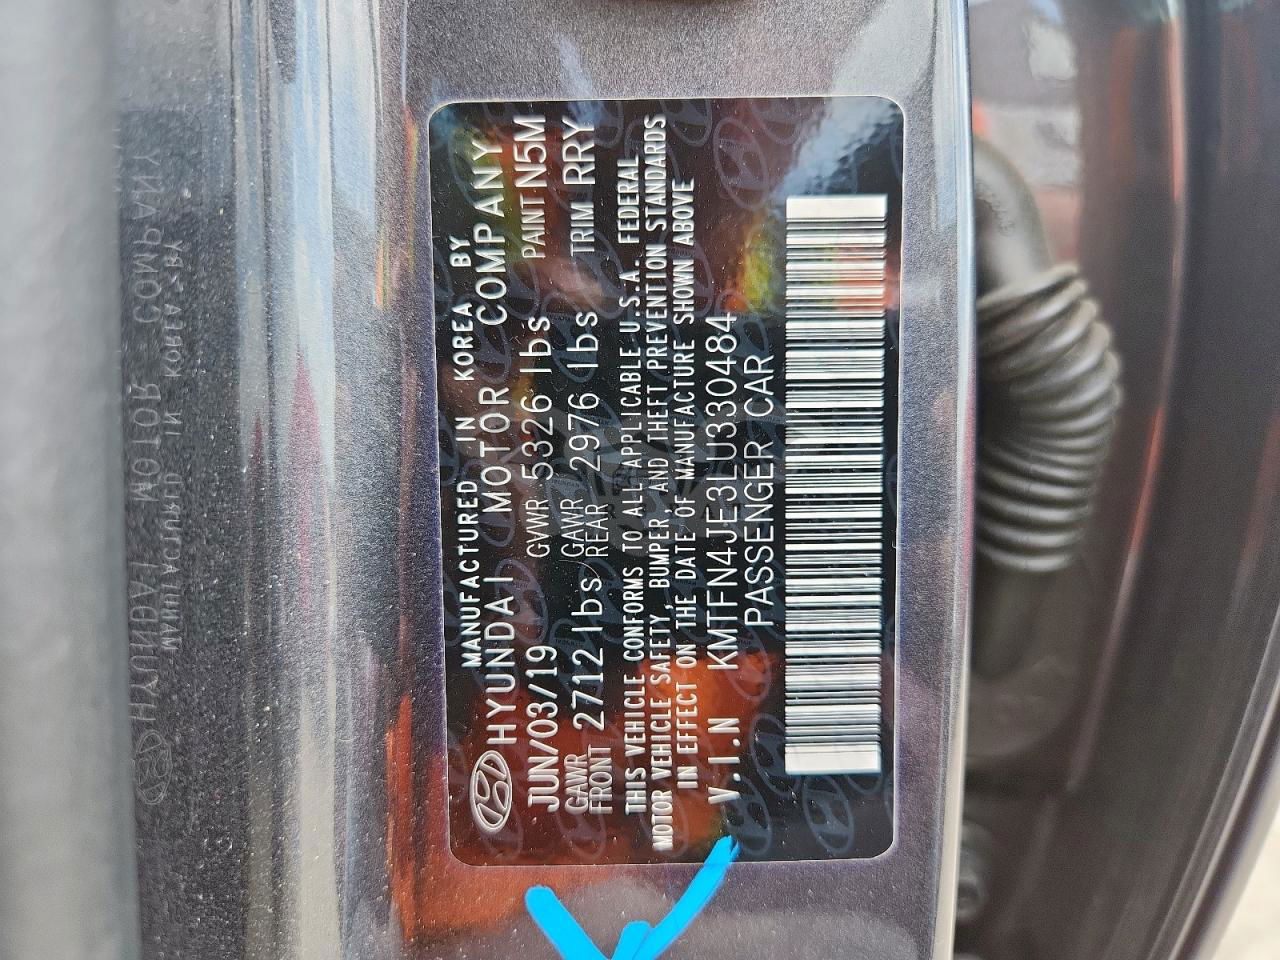 MANUFACTURED IN KOREA BY
HYUNDAI MOTOR COMPANY
JUN/03/19 GVWR 5326 lbs PAINT N5M
GAWR FRONT 2712 lbs GAWR REAR 2976 lbs TRIM RRY
THIS VEHICLE CONFORMS TO ALL APPLICABLE U.S.A. FEDERAL
MOTOR VEHICLE SAFETY, BUMPER, AND THEFT PREVENTION STANDARDS
IN EFFECT ON THE DATE OF MANUFACTURE SHOWN ABOVE
V.I.N KMTFN4JE3LU330484
PASSENGER CAR